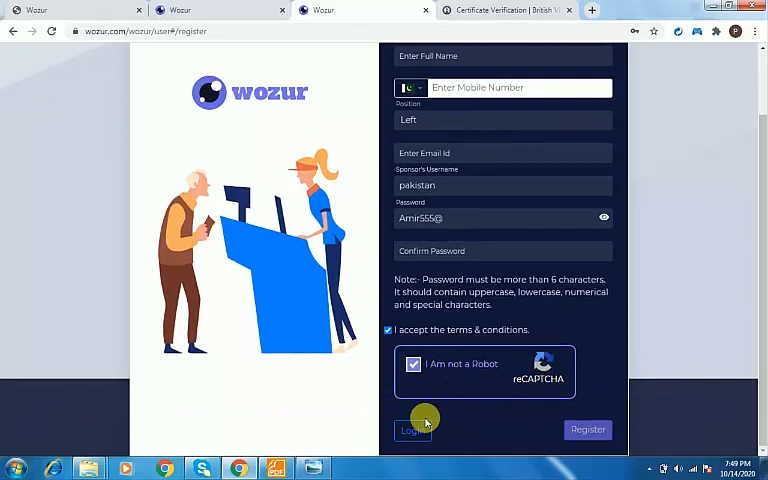 Wozur
Wozur
Wozur
Certificate Verification | British Vi
P
wozur.com/wozur/user#/register
wozur
Enter Full Name
Enter Mobile Number
Position
Left
Enter Email Id
Sponsor's Username
pakistan
Password
Amir555@
Confirm Password
Note:- Password must be more than 6 characters.
It should contain uppercase, lowercase, numerical
and special characters.
I accept the terms & conditions.
I Am not a Robot
reCAPTCHA
Login
Register
PDF
7:49 PM
10/14/2020